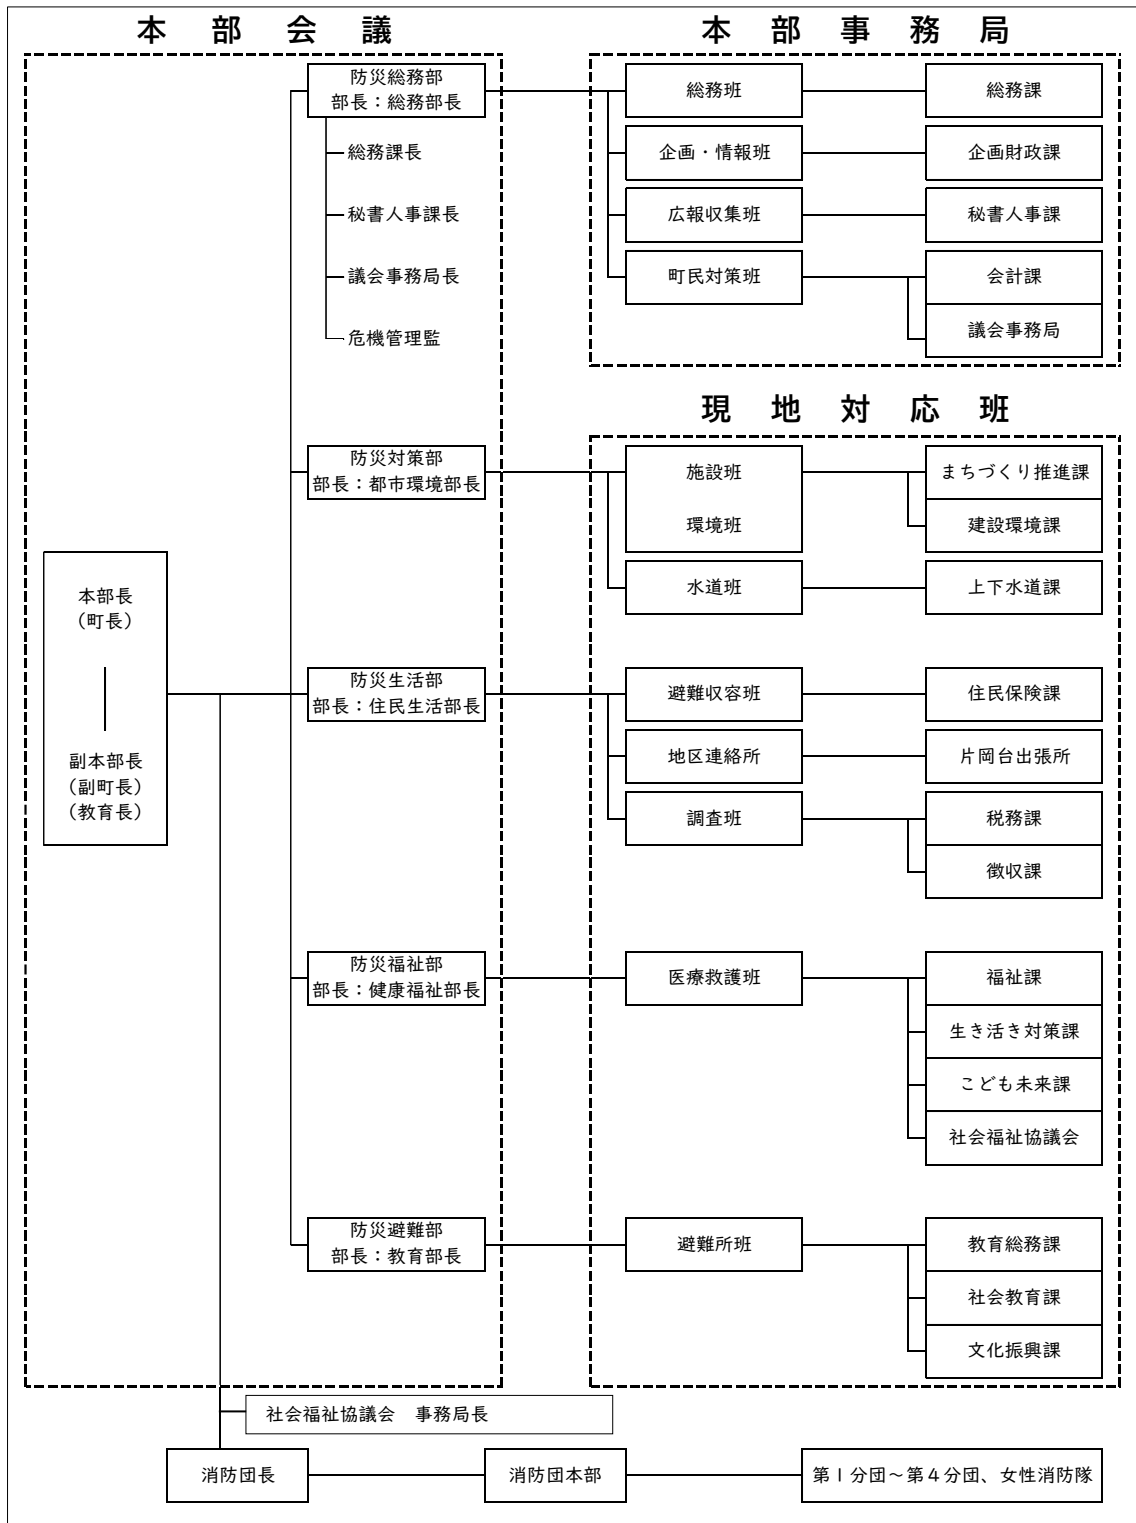 本部会議
本部事務局
防災総務部
部長：総務部長
総務課長
秘書人事課長
議会事務局長
危機管理監
総務班
総務課
企画・情報班
企画財政課
広報収集班
秘書人事課
町民対策班
会計課
議会事務局
現地対応班
防災対策部
部長：都市環境部長
施設班
まちづくり推進課
環境班
建設環境課
水道班
上下水道課
本部長
（町長）
副本部長
（副町長）
（教育長）
防災生活部
部長：住民生活部長
避難収容班
住民保険課
地区連絡所
片岡台出張所
調査班
税務課
徴収課
防災福祉部
部長：健康福祉部長
医療救護班
福祉課
生き活き対策課
こども未来課
社会福祉協議会
防災避難部
部長：教育部長
避難所班
教育総務課
社会教育課
文化振興課
社会福祉協議会　事務局長
消防団長
消防団本部
第１分団～第４分団、女性消防隊